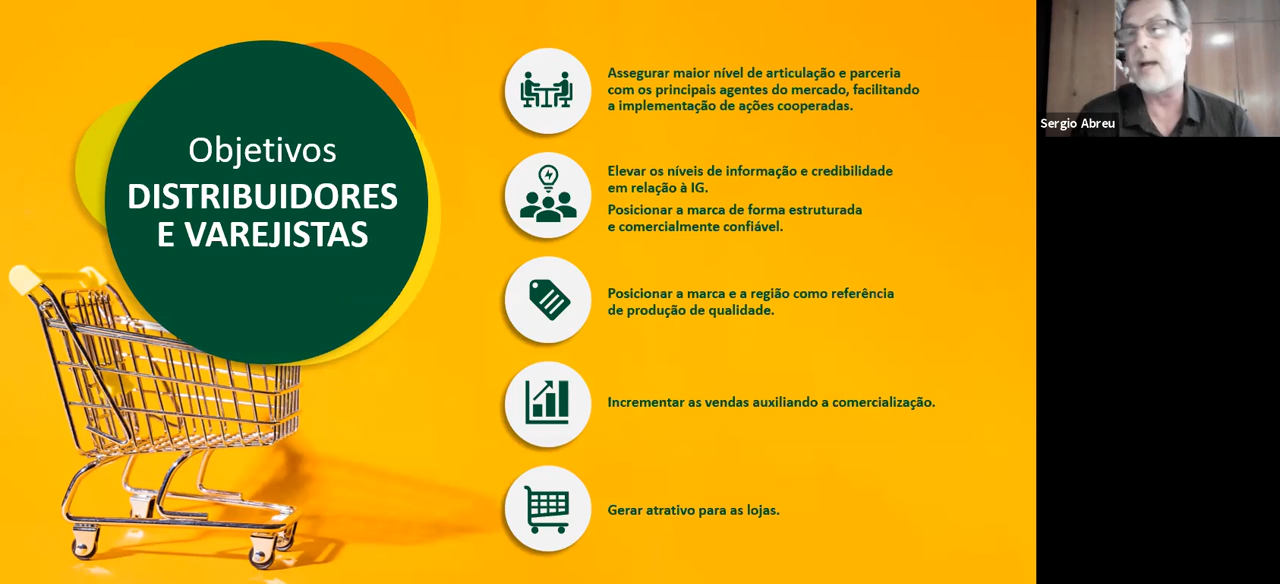 Objetivos
DISTRIBUIDORES
E VAREJISTAS
Assegurar maior nível de articulação e parceria
com os principais agentes do mercado, facilitando
a implementação de ações cooperadas.
Elevar os níveis de informação e credibilidade
em relação à IG.
Posicionar a marca de forma estruturada
e comercialmente confiável.
Posicionar a marca e a região como referência
de produção de qualidade.
Incrementar as vendas auxiliando a comercialização.
Gerar atrativo para as lojas.
Sergio Abreu